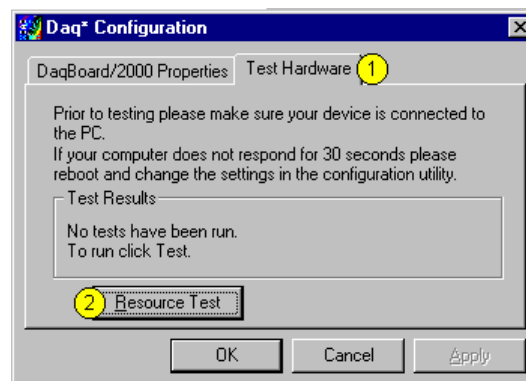 Daq* Configuration
DaqBoard/2000 Properties
Test Hardware
1
Prior to testing please make sure your device is connected to
the PC.
If your computer does not respond for 30 seconds please
reboot and change the settings in the configuration utility.
Test Results
No tests have been run.
To run click Test.
2
Resource Test
OK
Cancel
Apply